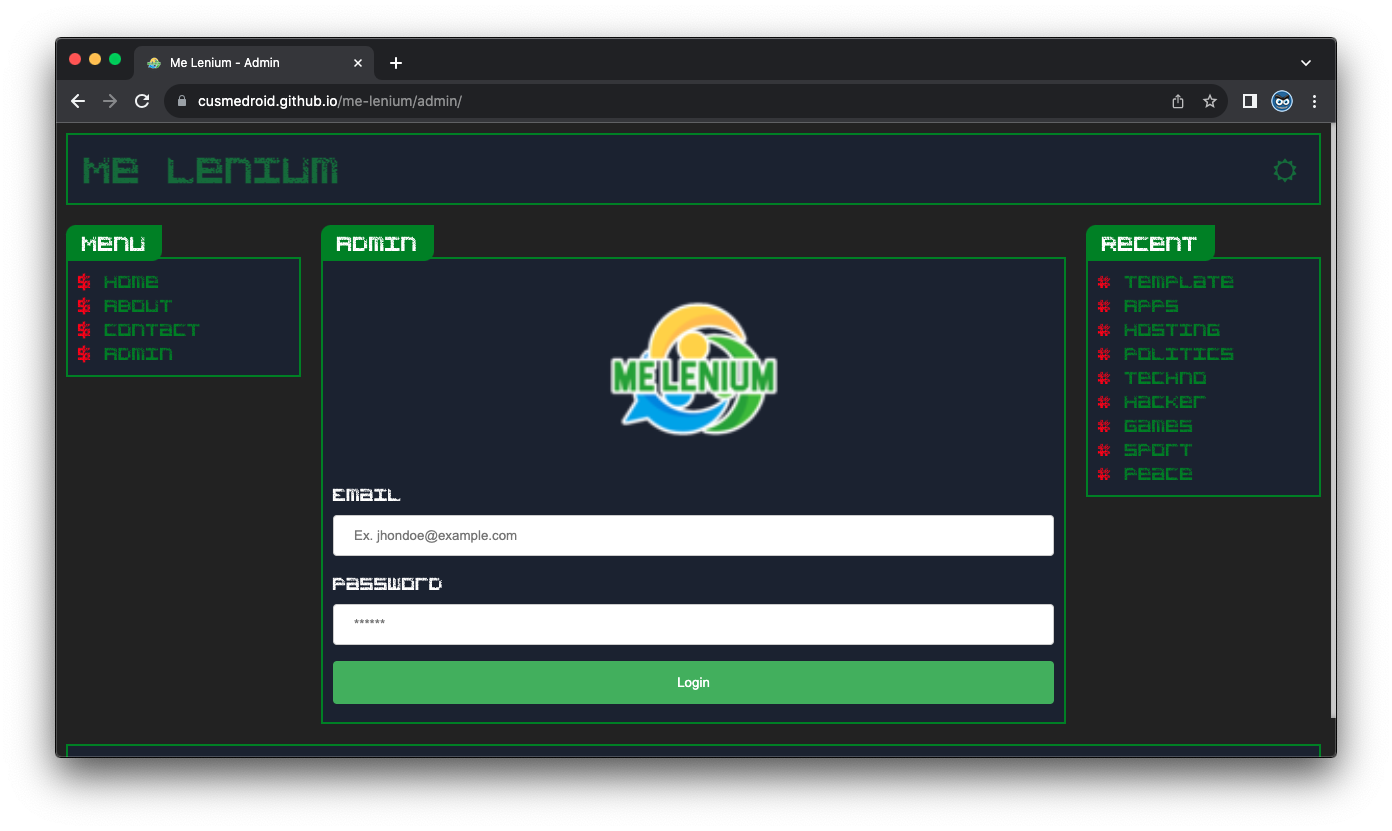 Me Lenium - Admin
cusmedroid.github.io/me-lenium/admin/
Me Lenium
Menu
$ Home
$ About
$ Contact
$ Admin
Admin
ME LENIUM
Email
Ex. jhondoe@example.com
Password
******
Login
Recent
# Template
# Apps
# Hosting
# Politics
# Techno
# Hacker
# Games
# Sport
# Peace